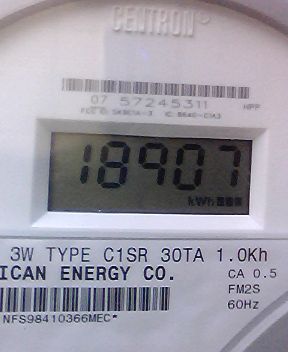 CENTRON
07 57245311
HPP
18907
kWh
3W TYPE C1SR 30TA 1.0Kh
ICAN ENERGY CO.
CA 0.5
FM2S
60Hz
NFS98410366MEC*